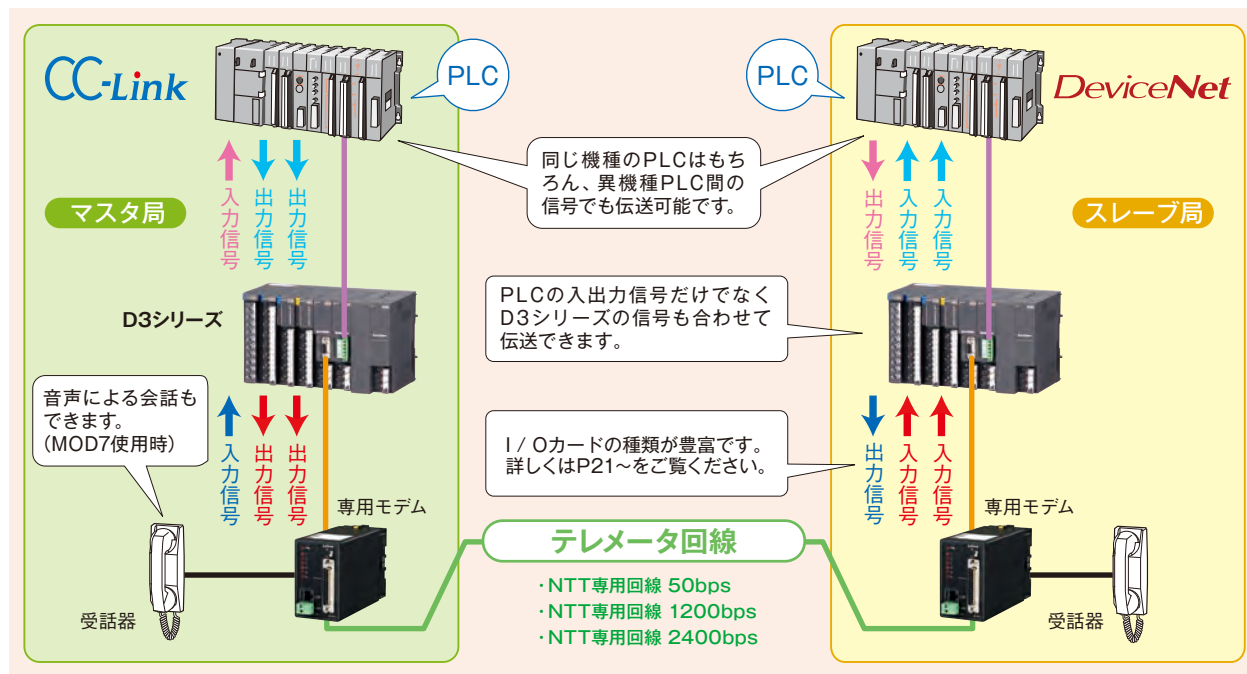 CC-Link
PLC
PLC
DeviceNet
同じ機種のPLCはもち
ろん、異機種PLC間の
信号でも伝送可能です。
マスタ局
入力信号
出力信号
出力信号
出力信号
入力信号
入力信号
スレーブ局
D3シリーズ
PLCの入出力信号だけでなく
D3シリーズの信号も合わせて
伝送できます。
音声による会話も
できます。
(MOD7使用時)
入力信号
出力信号
出力信号
I / Oカードの種類が豊富です。
詳しくはP21～をご覧ください。
出力信号
入力信号
入力信号
専用モデム
専用モデム
テレメータ回線
・NTT専用回線 50bps
・NTT専用回線 1200bps
・NTT専用回線 2400bps
受話器
受話器